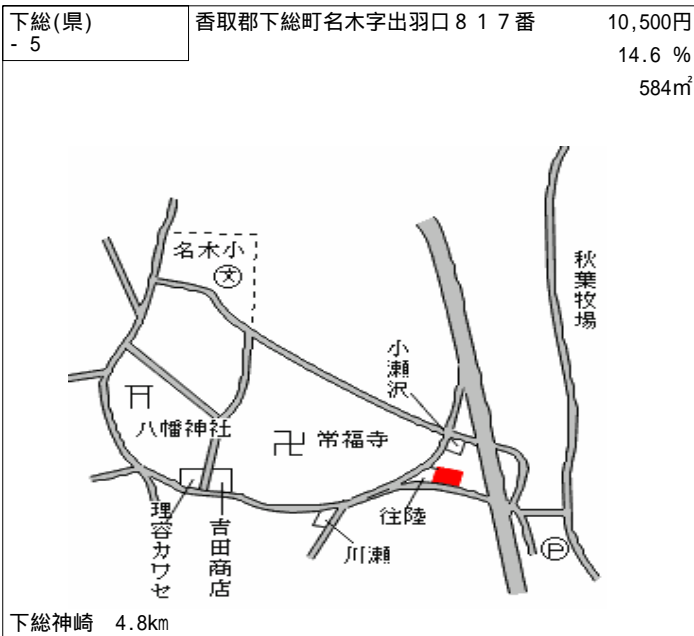 下総(県)
- 5
香取郡下総町名木字出羽口８１７番
10,500円
14.6 %
584㎡
名木小
文
秋葉牧場
小瀬沢
八幡神社
卍 常福寺
往陸
理容カワセ
吉田商店
川瀬
P
下総神崎 4.8km